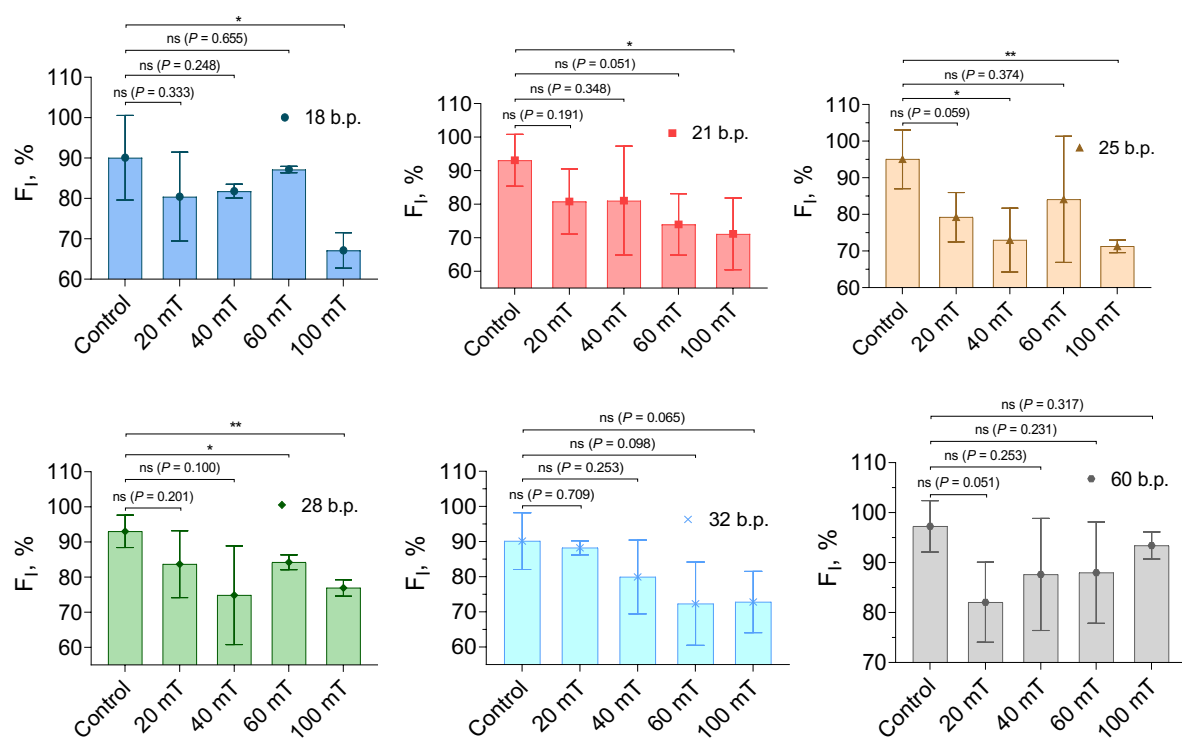 *
ns (P = 0.655)
ns (P = 0.248)
ns (P = 0.333)
18 b.p.
F_I, %
110
100
90
80
70
60
Control
20 mT
40 mT
60 mT
100 mT
*
ns (P = 0.051)
ns (P = 0.348)
ns (P = 0.191)
21 b.p.
F_I, %
110
100
90
80
70
60
Control
20 mT
40 mT
60 mT
100 mT
**
ns (P = 0.374)
*
ns (P = 0.059)
25 b.p.
F_I, %
110
100
90
80
70
60
Control
20 mT
40 mT
60 mT
100 mT
**
*
ns (P = 0.100)
ns (P = 0.201)
28 b.p.
F_I, %
110
100
90
80
70
60
Control
20 mT
40 mT
60 mT
100 mT
ns (P = 0.065)
ns (P = 0.098)
ns (P = 0.253)
ns (P = 0.709)
32 b.p.
F_I, %
110
100
90
80
70
60
Control
20 mT
40 mT
60 mT
100 mT
ns (P = 0.317)
ns (P = 0.231)
ns (P = 0.253)
ns (P = 0.051)
60 b.p.
F_I, %
110
100
90
80
70
Control
20 mT
40 mT
60 mT
100 mT